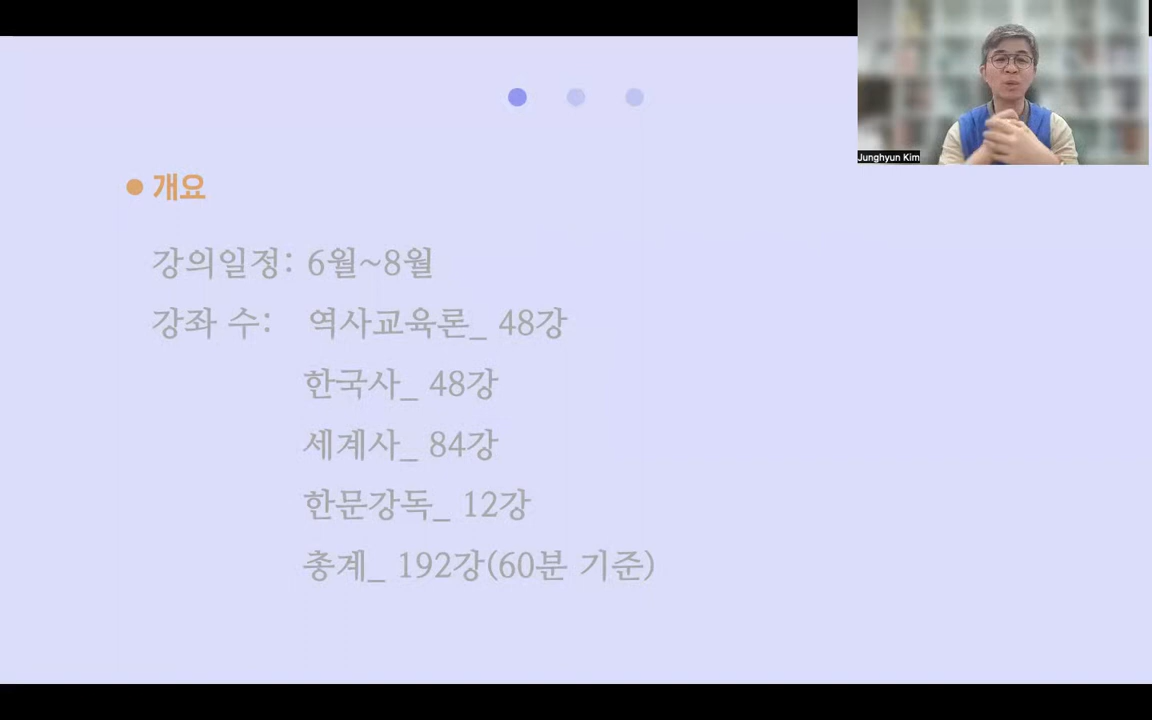 개요
강의일정: 6월~8월
강좌 수: 역사교육론_ 48강
한국사_ 48강
세계사_ 84강
한문강독_ 12강
총계_ 192강(60분 기준)
Junghyun Kim